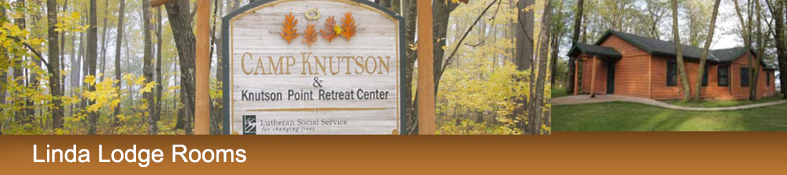 CAMP KNUTSON
&
Knutson Point Retreat Center
Lutheran Social Service
for changing lives
Linda Lodge Rooms